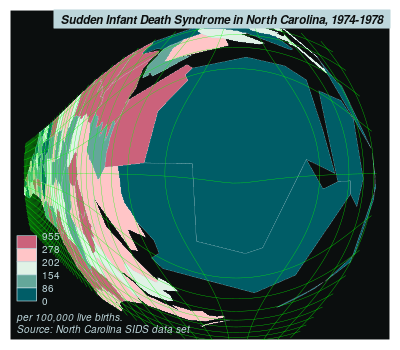 Sudden Infant Death Syndrome in North Carolina, 1974-1978
955
278
202
154
86
0
per 100,000 live births.
Source: North Carolina SIDS data set